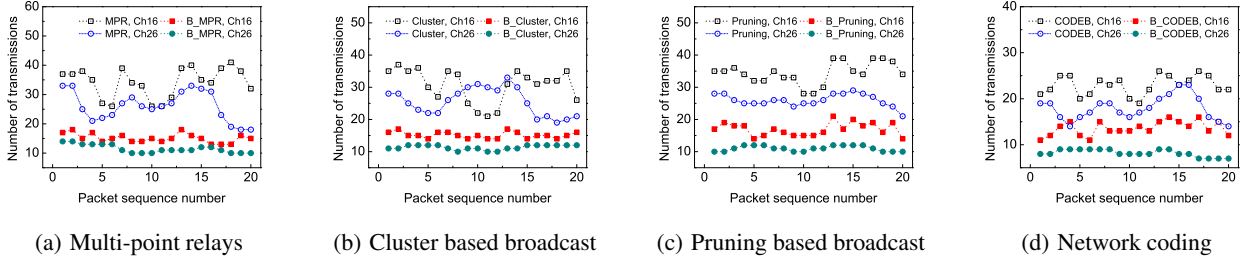 Number of transmissions
60
50
40
30
20
10
MPR, Ch16
B_MPR, Ch16
MPR, Ch26
B_MPR, Ch26
0 5 10 15 20
Packet sequence number
(a) Multi-point relays
Number of transmissions
50
40
30
20
10
Cluster, Ch16
B_Cluster, Ch16
Cluster, Ch26
B_Cluster, Ch26
0 5 10 15 20
Packet sequence number
(b) Cluster based broadcast
Number of transmissions
50
40
30
20
10
Pruning, Ch16
B_Pruning, Ch16
Pruning, Ch26
B_Pruning, Ch26
0 5 10 15 20
Packet sequence number
(c) Pruning based broadcast
Number of transmissions
40
30
20
10
CODEB, Ch16
B_CODEB, Ch16
CODEB, Ch26
B_CODEB, Ch26
0 5 10 15 20
Packet sequence number
(d) Network coding